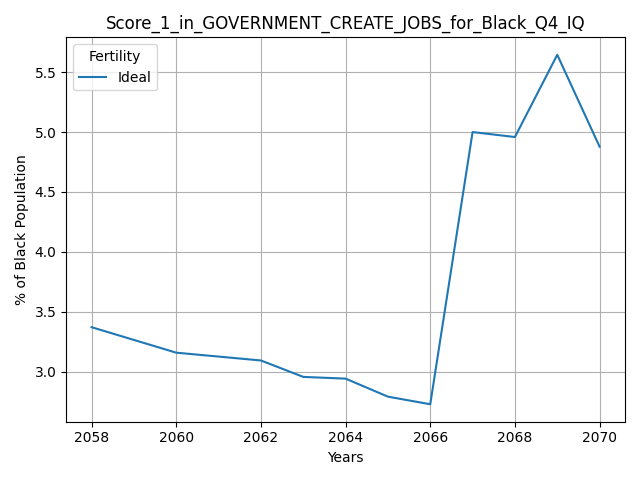 Score_1_in_GOVERNMENT_CREATE_JOBS_for_Black_Q4_IQ
Fertility
Ideal
5.5
5.0
4.5
4.0
3.5
3.0
% of Black Population
2058 2060 2062 2064 2066 2068 2070
Years